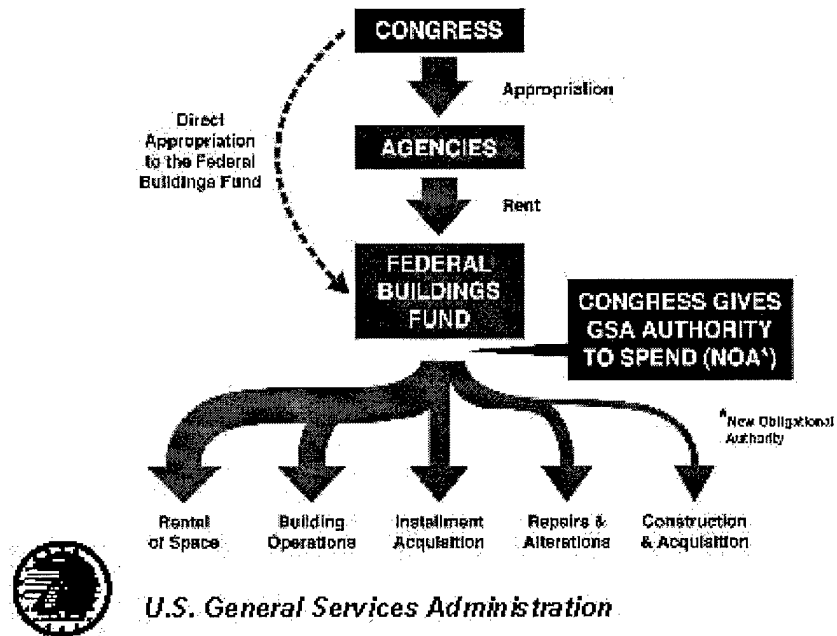 CONGRESS
Appropriation
Direct
Appropriation
to the Federal
Buildings Fund
AGENCIES
Rent
FEDERAL
BUILDINGS
FUND
CONGRESS GIVES
GSA AUTHORITY
TO SPEND (NOA*)
*New Obligational
Authority
Rental
of Space
Building
Operations
Installment
Acquisition
Repairs &
Alterations
Construction
& Acquisition
U.S. General Services Administration